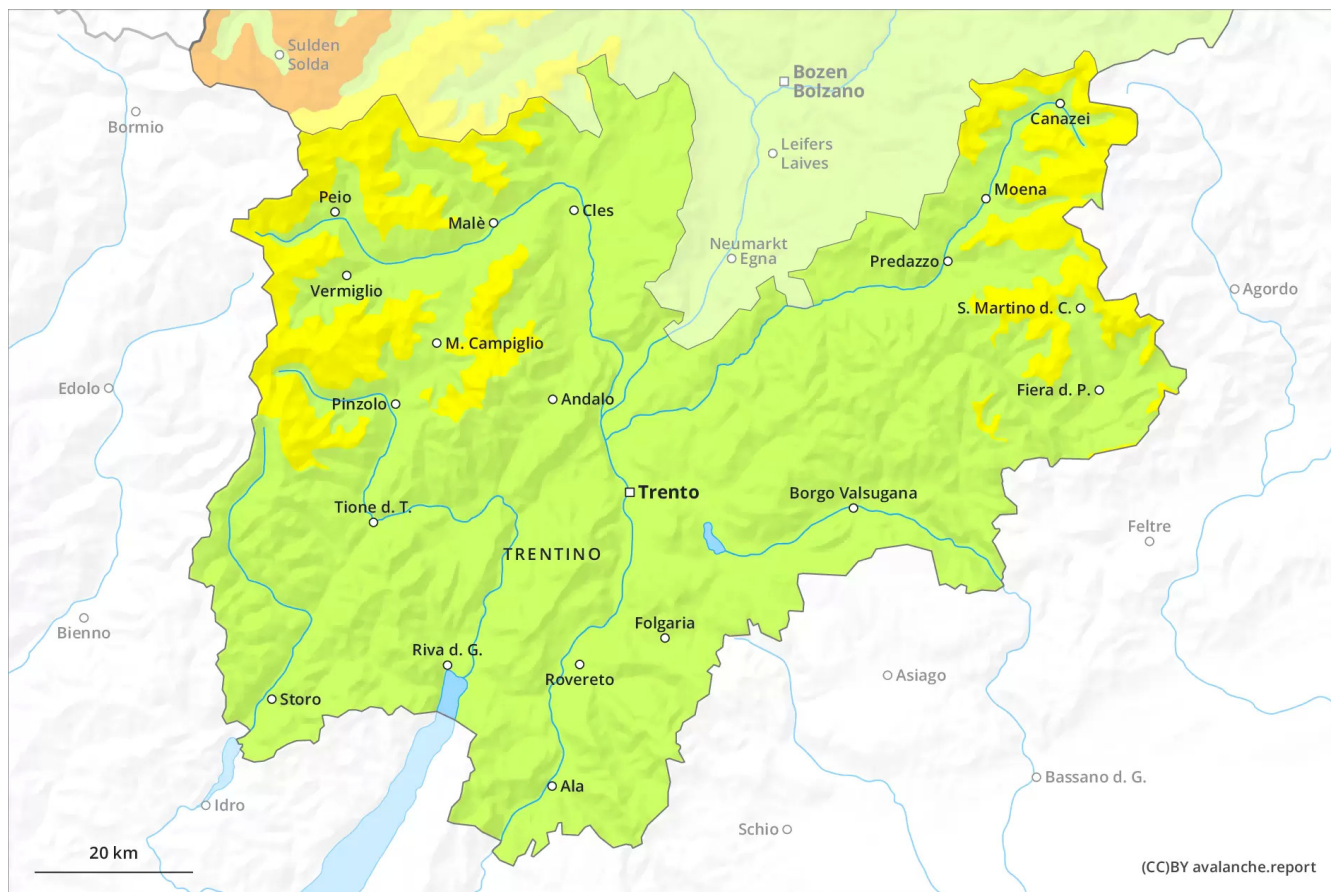 Sulden
Solda
Bozen
Bolzano
Canazei
Bormio
Leifers
Laives
Moena
Peio
Malè
Cles
Neumarkt
Egna
Predazzo
Vermiglio
Agordo
S. Martino d. C.
M. Campiglio
Edolo
Andalo
Fiera d. P.
Pinzolo
Trento
Borgo Valsugana
Tione d. T.
Feltre
TRENTINO
Bienno
Folgaria
Riva d. G.
Rovereto
Asiago
Storo
Ala
Bassano d. G.
Idro
Schio
20 km
(CC)BY avalanche.report